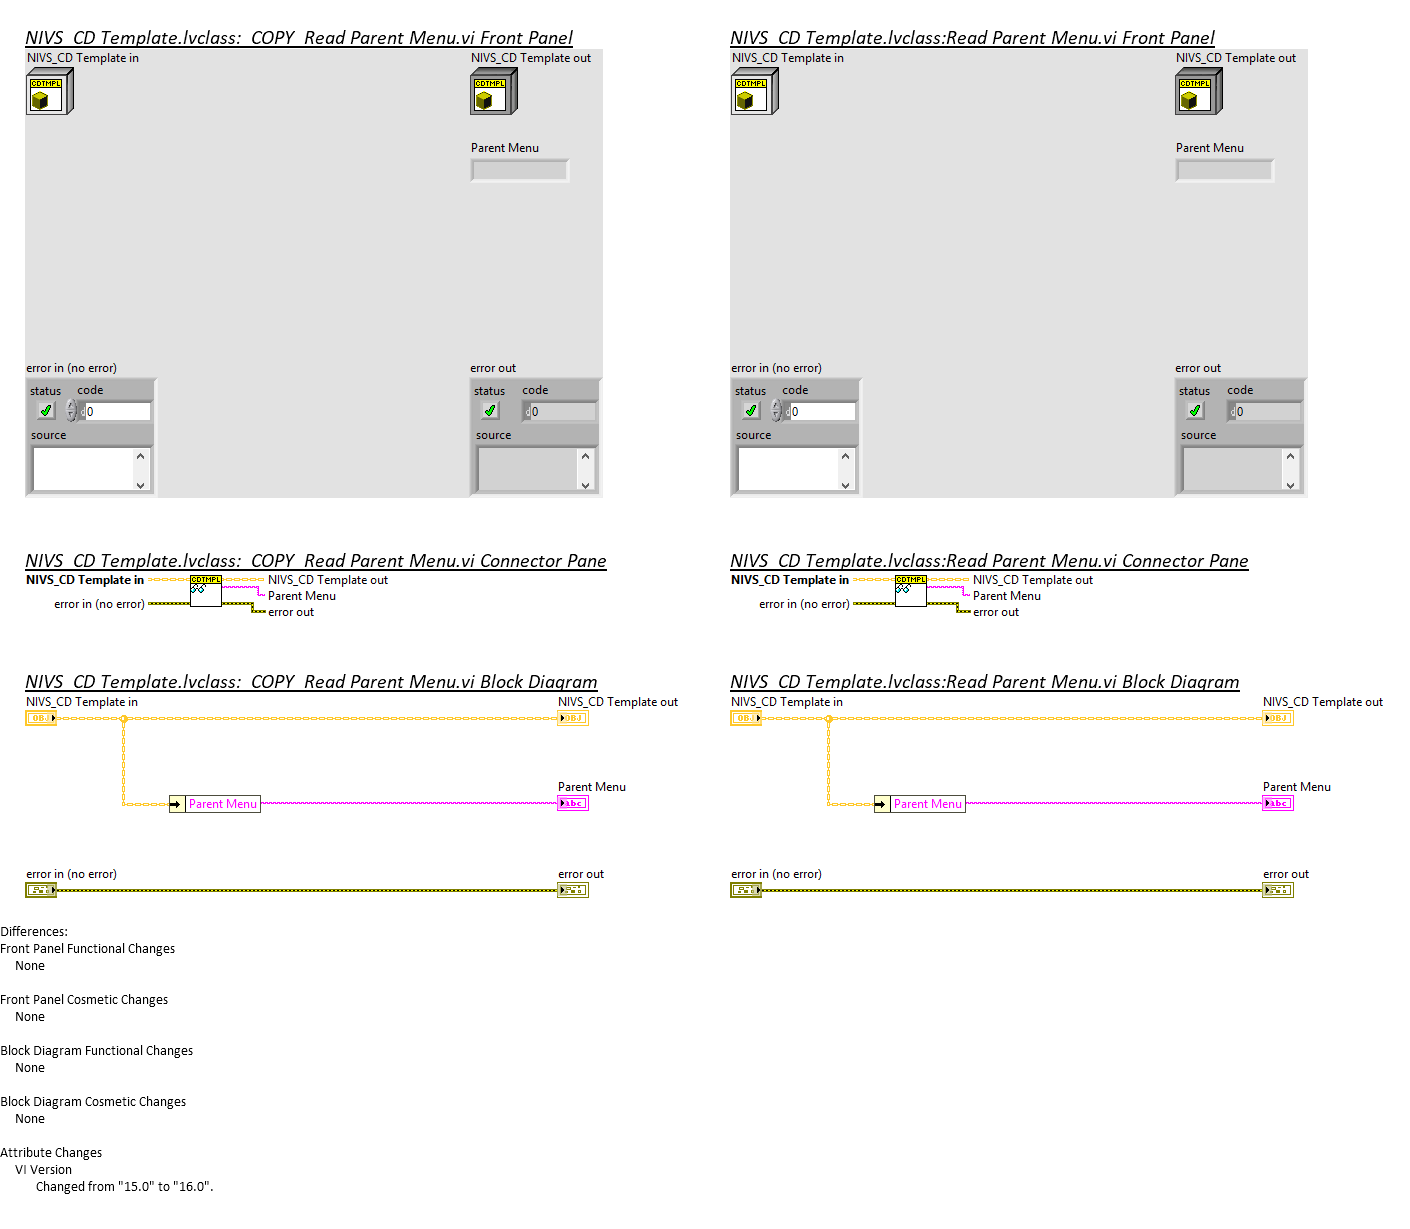 NIVS_CD Template.lvclass:_COPY_Read Parent Menu.vi Front Panel
NIVS_CD Template in
NIVS_CD Template out
CDTMPL
CDTMPL
Parent Menu
error in (no error)
error out
status
code
status
code
d 0
d 0
source
source
NIVS_CD Template.lvclass:Read Parent Menu.vi Front Panel
NIVS_CD Template in
NIVS_CD Template out
CDTMPL
CDTMPL
Parent Menu
error in (no error)
error out
status
code
status
code
d 0
d 0
source
source
NIVS_CD Template.lvclass:_COPY_Read Parent Menu.vi Connector Pane
NIVS_CD Template in
CDTMPL
NIVS_CD Template out
Parent Menu
error in (no error)
error out
NIVS_CD Template.lvclass:Read Parent Menu.vi Connector Pane
NIVS_CD Template in
CDTMPL
NIVS_CD Template out
Parent Menu
error in (no error)
error out
NIVS_CD Template.lvclass:_COPY_Read Parent Menu.vi Block Diagram
NIVS_CD Template in
NIVS_CD Template out
OBJ
OBJ
Parent Menu
Parent Menu
abc
error in (no error)
error out
NIVS_CD Template.lvclass:Read Parent Menu.vi Block Diagram
NIVS_CD Template in
NIVS_CD Template out
OBJ
OBJ
Parent Menu
Parent Menu
abc
error in (no error)
error out
Differences:
Front Panel Functional Changes
None
Front Panel Cosmetic Changes
None
Block Diagram Functional Changes
None
Block Diagram Cosmetic Changes
None
Attribute Changes
VI Version
Changed from "15.0" to "16.0".